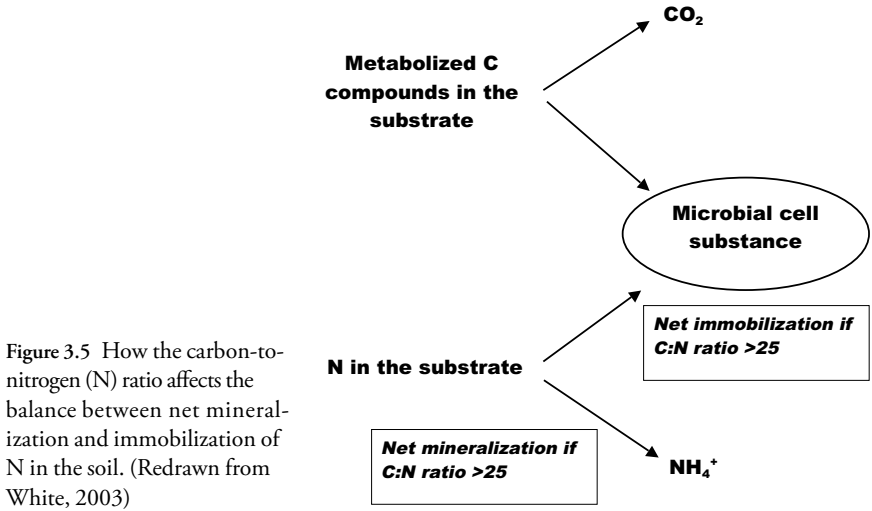 CO₂
Metabolized C
compounds in the
substrate
Microbial cell
substance
Net immobilization if
C:N ratio >25
N in the substrate
Net mineralization if
C:N ratio >25
NH₄⁺
Figure 3.5 How the carbon-to-
nitrogen (N) ratio affects the
balance between net mineral-
ization and immobilization of
N in the soil. (Redrawn from
White, 2003)